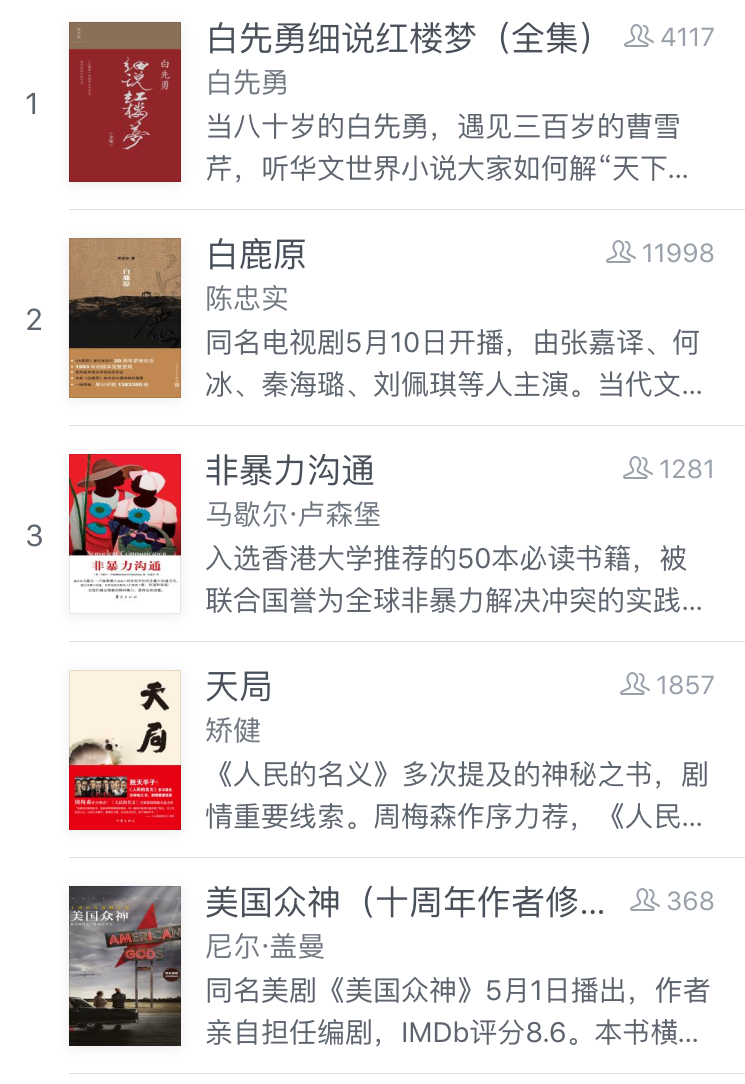 1
白先勇细说红楼梦（全集）
4117
白先勇
当八十岁的白先勇，遇见三百岁的曹雪
芹，听华文世界小说大家如何解“天下...
白先勇
细说红楼梦
2
白鹿原
11998
陈忠实
同名电视剧5月10日开播，由张嘉译、何
冰、秦海璐、刘佩琪等人主演。当代文...
白鹿原
3
非暴力沟通
1281
马歇尔·卢森堡
入选香港大学推荐的50本必读书籍，被
联合国誉为全球非暴力解决冲突的实践...
Nonviolent Communication
非暴力沟通
天局
1857
矫健
《人民的名义》多次提及的神秘之书，剧
情重要线索。周梅森作序力荐，《人民...
天局
胜天半子！
美国众神（十周年作者修...
368
尼尔·盖曼
同名美剧《美国众神》5月1日播出，作者
亲自担任编剧，IMDb评分8.6。本书横...
美国众神
AMERICAN
GODS